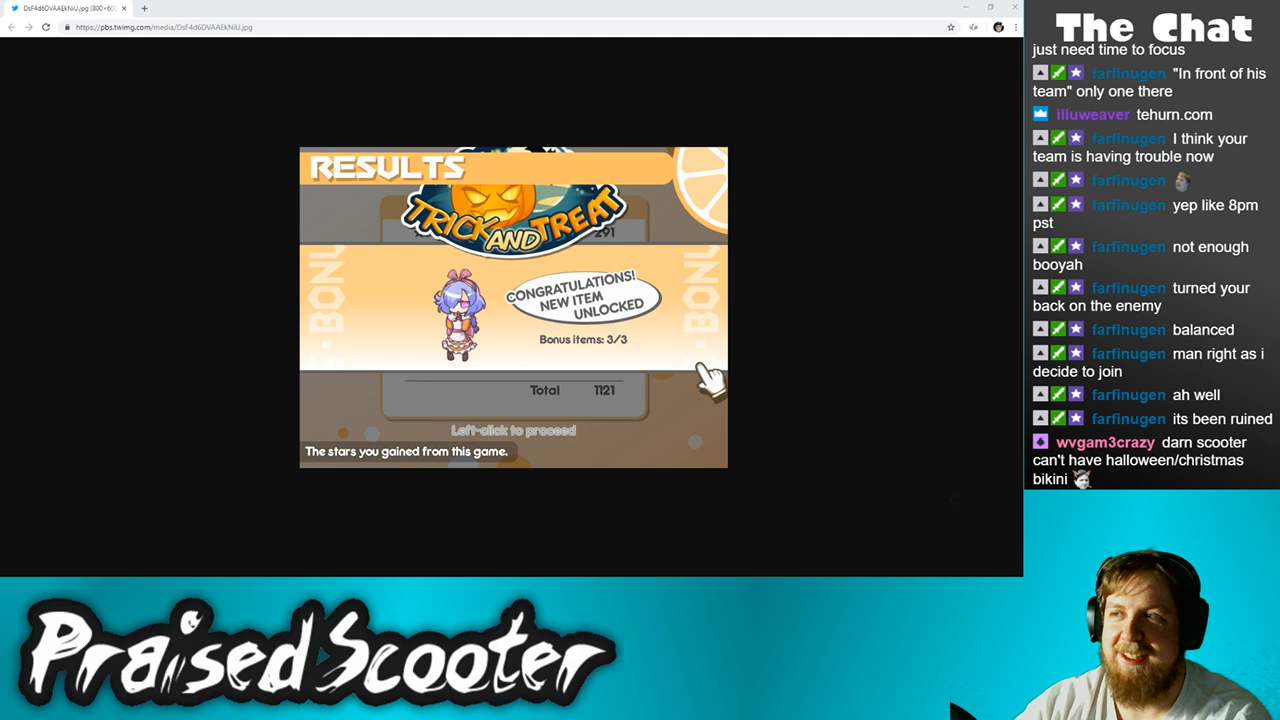 DsF4d6DVAAEkNiU.jpg (800×60
https://pbs.twimg.com/media/DsF4d6DVAAEkNiU.jpg
RESULTS
TRICK AND TREAT
291
BONU
CONGRATULATIONS!
NEW ITEM
UNLOCKED
Bonus items: 3/3
BON
Total 1121
Left-click to proceed
The stars you gained from this game.
The Chat
just need time to focus
farfinugen "In front of his
team" only one there
illuweaver tehurn.com
farfinugen I think your
team is having trouble now
farfinugen
farfinugen yep like 8pm
pst
farfinugen not enough
booyah
farfinugen turned your
back on the enemy
farfinugen balanced
farfinugen man right as i
decide to join
farfinugen ah well
farfinugen its been ruined
wvgam3crazy darn scooter
can't have halloween/christmas
bikini
PraisedScooter